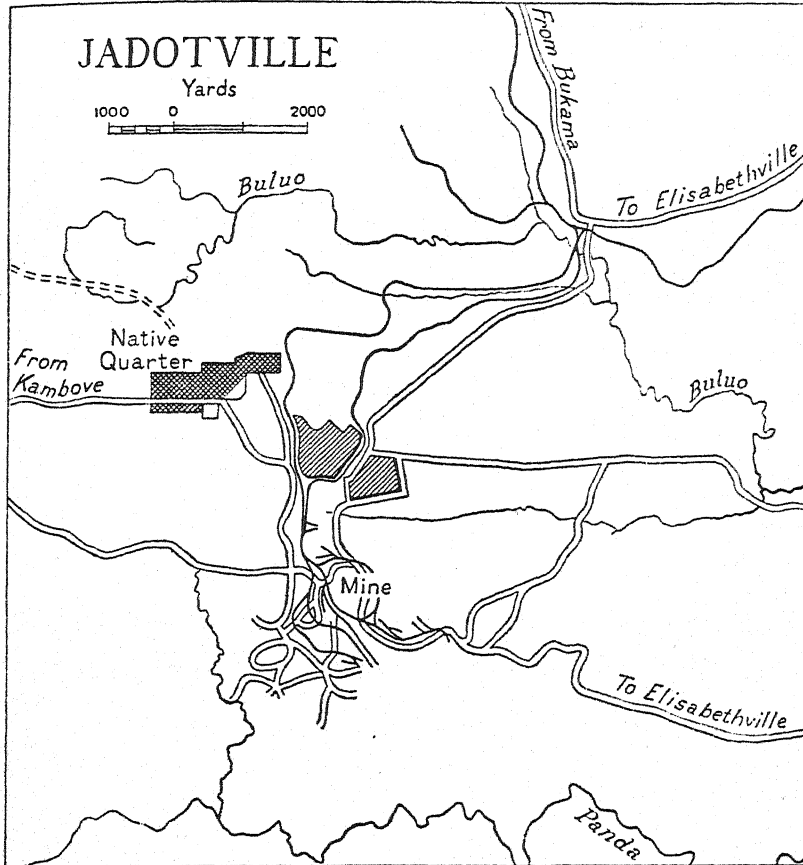 JADOTVILLE
Yards
1000 0 2000
From Bukama
To Elisabethville
Buluo
Native
Quarter
From
Kambove
Buluo
Mine
To Elisabethville
Panda